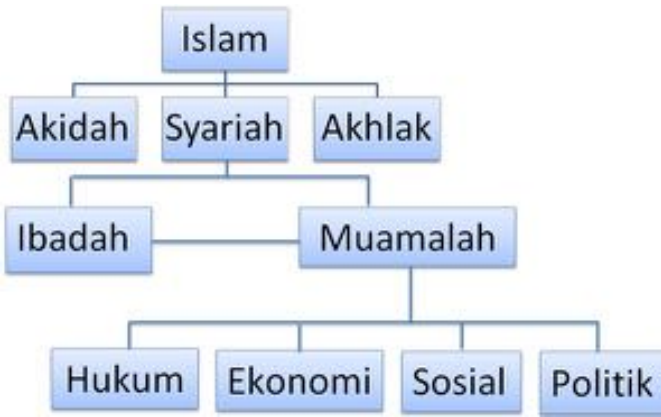 Islam
Akidah Syariah Akhlak
Ibadah Muamalah
Hukum Ekonomi Sosial Politik